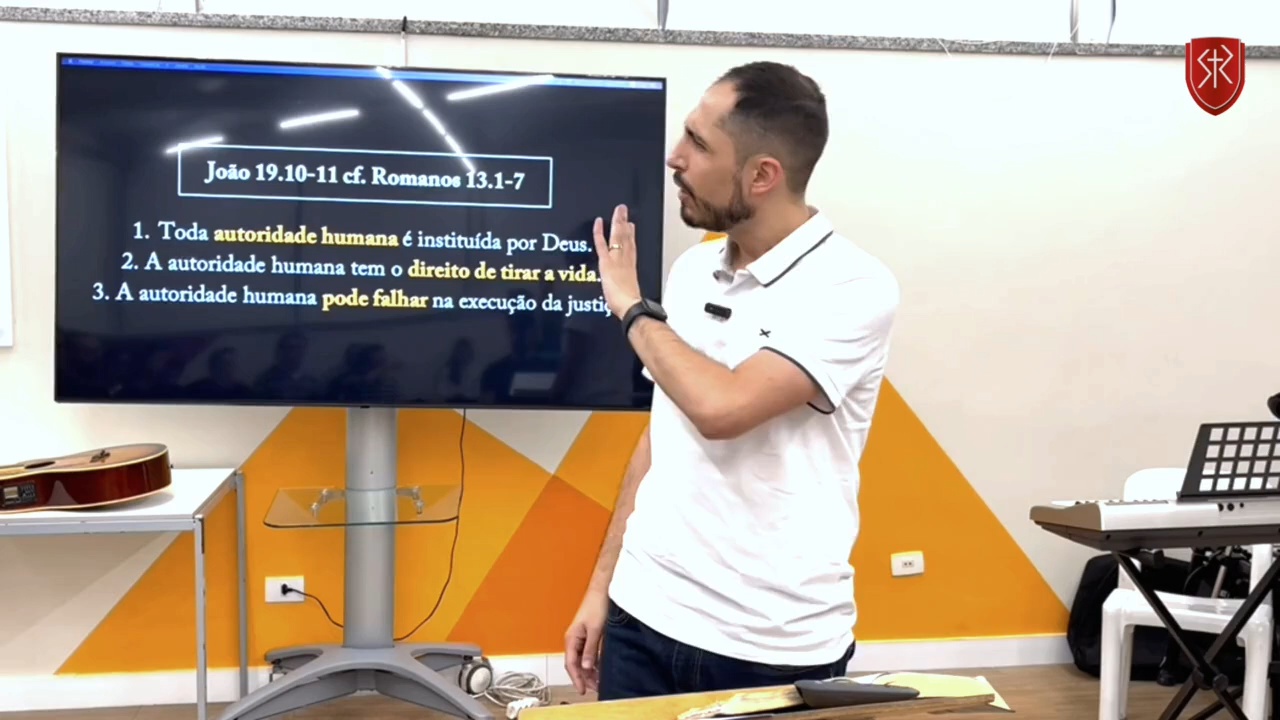 João 19.10-11 cf. Romanos 13.1-7
1. Toda autoridade humana é instituída por Deus.
2. A autoridade humana tem o direito de tirar a vida.
3. A autoridade humana pode falhar na execução da